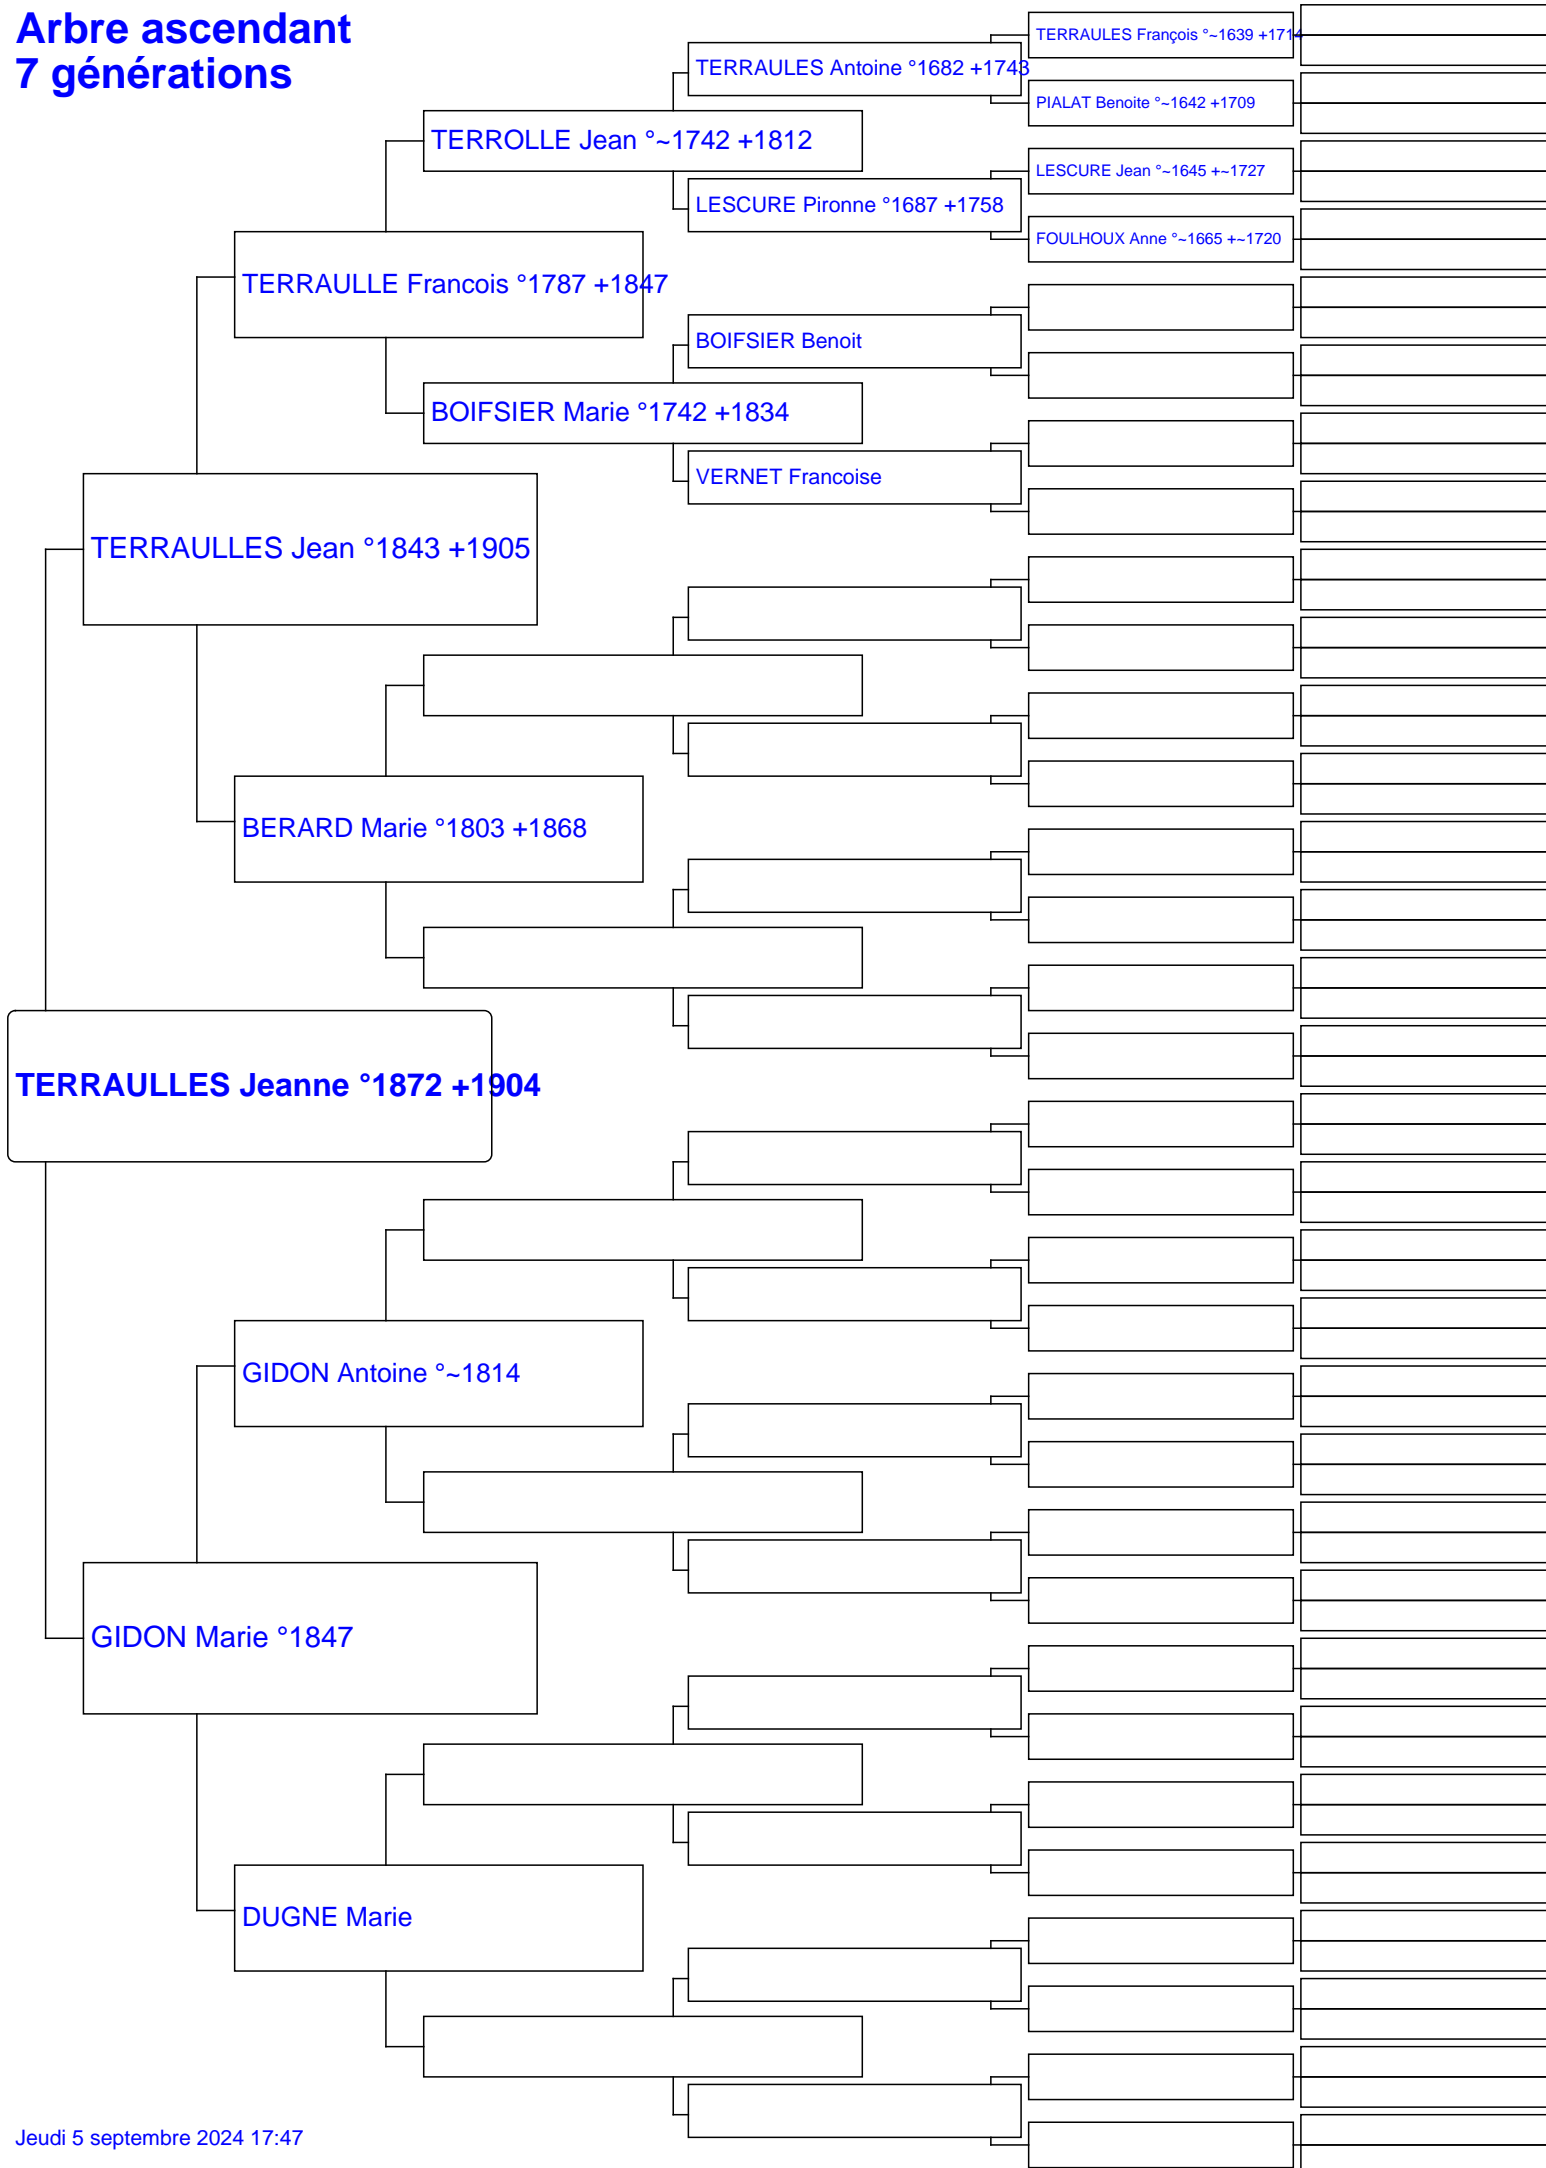 Arbre ascendant
7 générations
TERRAULES François °~1639 +1714
TERRAULES Antoine °1682 +1743
PIALAT Benoite °~1642 +1709
TERROLLE Jean °~1742 +1812
LESCURE Jean °~1645 +~1727
LESCURE Pironne °1687 +1758
FOULHOUX Anne °~1665 +~1720
TERRAULLE Francois °1787 +1847
BOIFSIER Benoit
BOIFSIER Marie °1742 +1834
VERNET Francoise
TERRAULLES Jean °1843 +1905
BERARD Marie °1803 +1868
TERRAULLES Jeanne °1872 +1904
GIDON Antoine °~1814
GIDON Marie °1847
DUGNE Marie
Jeudi 5 septembre 2024 17:47